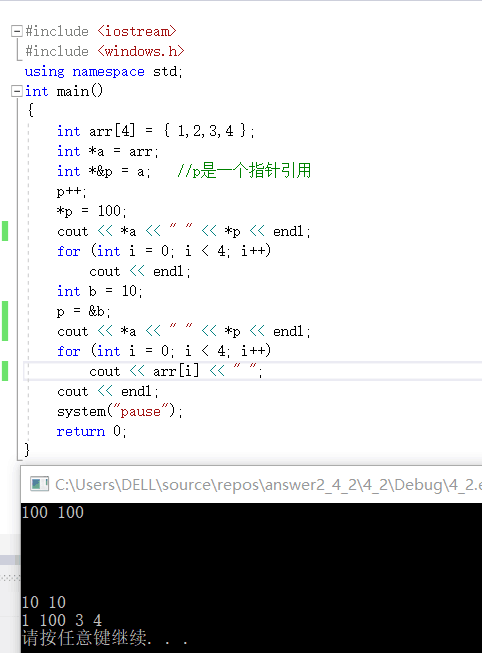 #include <iostream>
#include <windows.h>
using namespace std;
int main()
{
int arr[4] = { 1,2,3,4 };
int *a = arr;
int *&p = a;   //p是一个指针引用
p++;
*p = 100;
cout << *a << " " << *p << endl;
for (int i = 0; i < 4; i++)
cout << endl;
int b = 10;
p = &b;
cout << *a << " " << *p << endl;
for (int i = 0; i < 4; i++)
cout << arr[i] << " ";
cout << endl;
system("pause");
return 0;
}
C:\Users\DELL\source\repos\answer2_4_2\4_2\Debug\4_2.e
100 100
10 10
1 100 3 4
请按任意键继续. . .